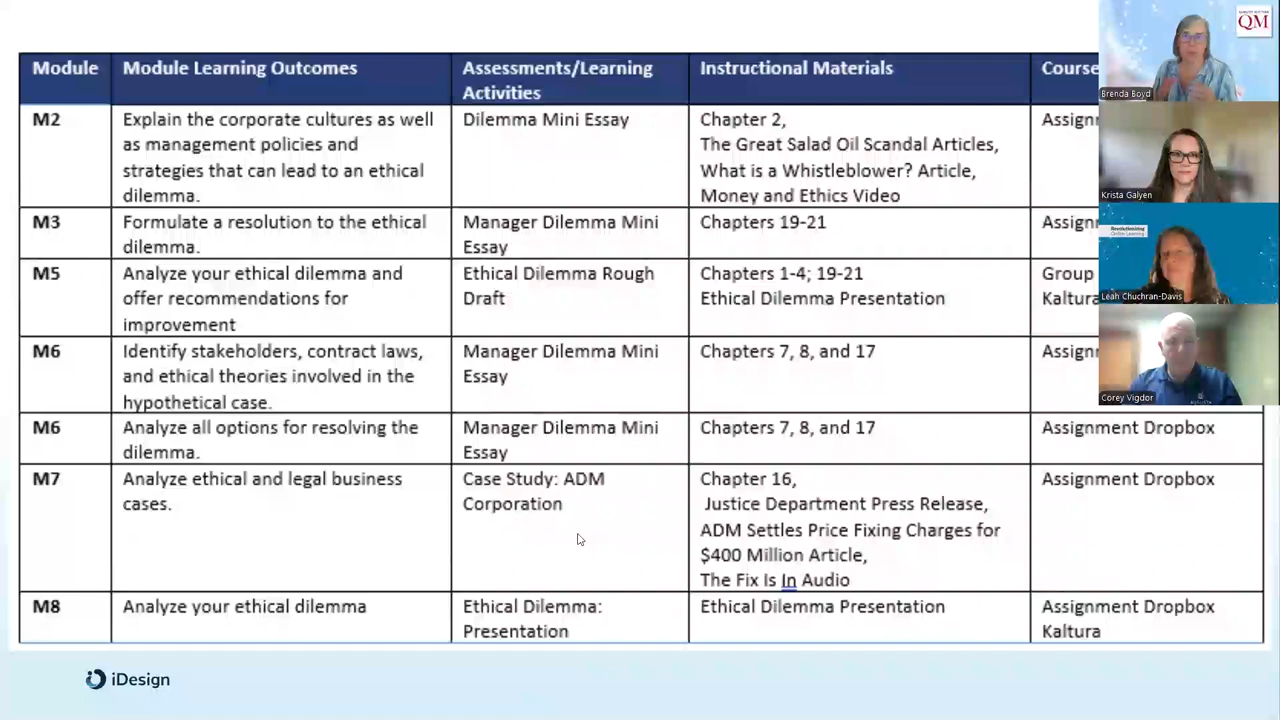 Module
Module Learning Outcomes
Assessments/Learning
Activities
Instructional Materials
Course
M2
Explain the corporate cultures as well
as management policies and
strategies that can lead to an ethical
dilemma.
Dilemma Mini Essay
Chapter 2,
The Great Salad Oil Scandal Articles,
What is a Whistleblower? Article,
Money and Ethics Video
Assignm
M3
Formulate a resolution to the ethical
dilemma.
Manager Dilemma Mini
Essay
Chapters 19-21
Assignm
M5
Analyze your ethical dilemma and
offer recommendations for
improvement
Ethical Dilemma Rough
Draft
Chapters 1-4; 19-21
Ethical Dilemma Presentation
Group
Kaltura
M6
Identify stakeholders, contract laws,
and ethical theories involved in the
hypothetical case.
Manager Dilemma Mini
Essay
Chapters 7, 8, and 17
Assignm
M6
Analyze all options for resolving the
dilemma.
Manager Dilemma Mini
Essay
Chapters 7, 8, and 17
Assignment Dropbox
M7
Analyze ethical and legal business
cases.
Case Study: ADM
Corporation
Chapter 16,
Justice Department Press Release,
ADM Settles Price Fixing Charges for
$400 Million Article,
The Fix Is In Audio
Assignment Dropbox
M8
Analyze your ethical dilemma
Ethical Dilemma:
Presentation
Ethical Dilemma Presentation
Assignment Dropbox
Kaltura
iDesign
QM
Brenda Boyd
Krista Galyen
Revolutionizing
Online Learning
Leah Chuchran-Davis
Corey Vigdor